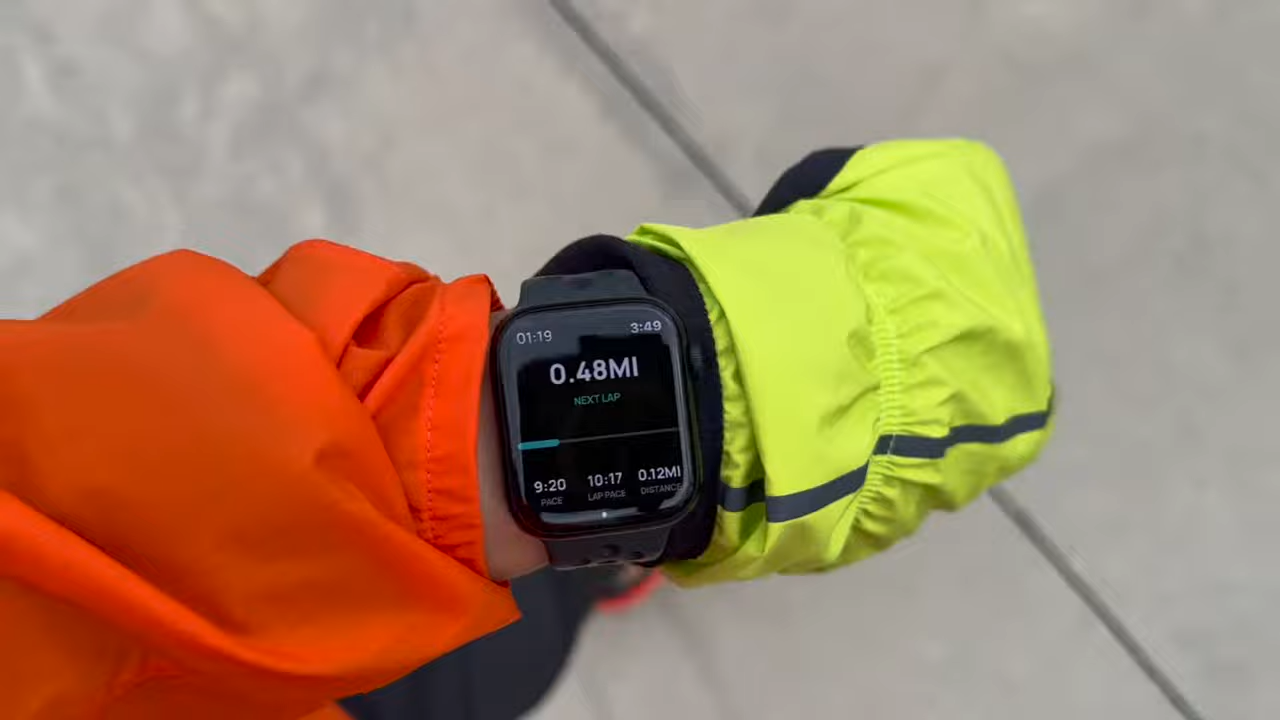 01:19 3:49
0.48MI
NEXT LAP
9:20 10:17 0.12MI
PACE LAP PACE DISTANCE